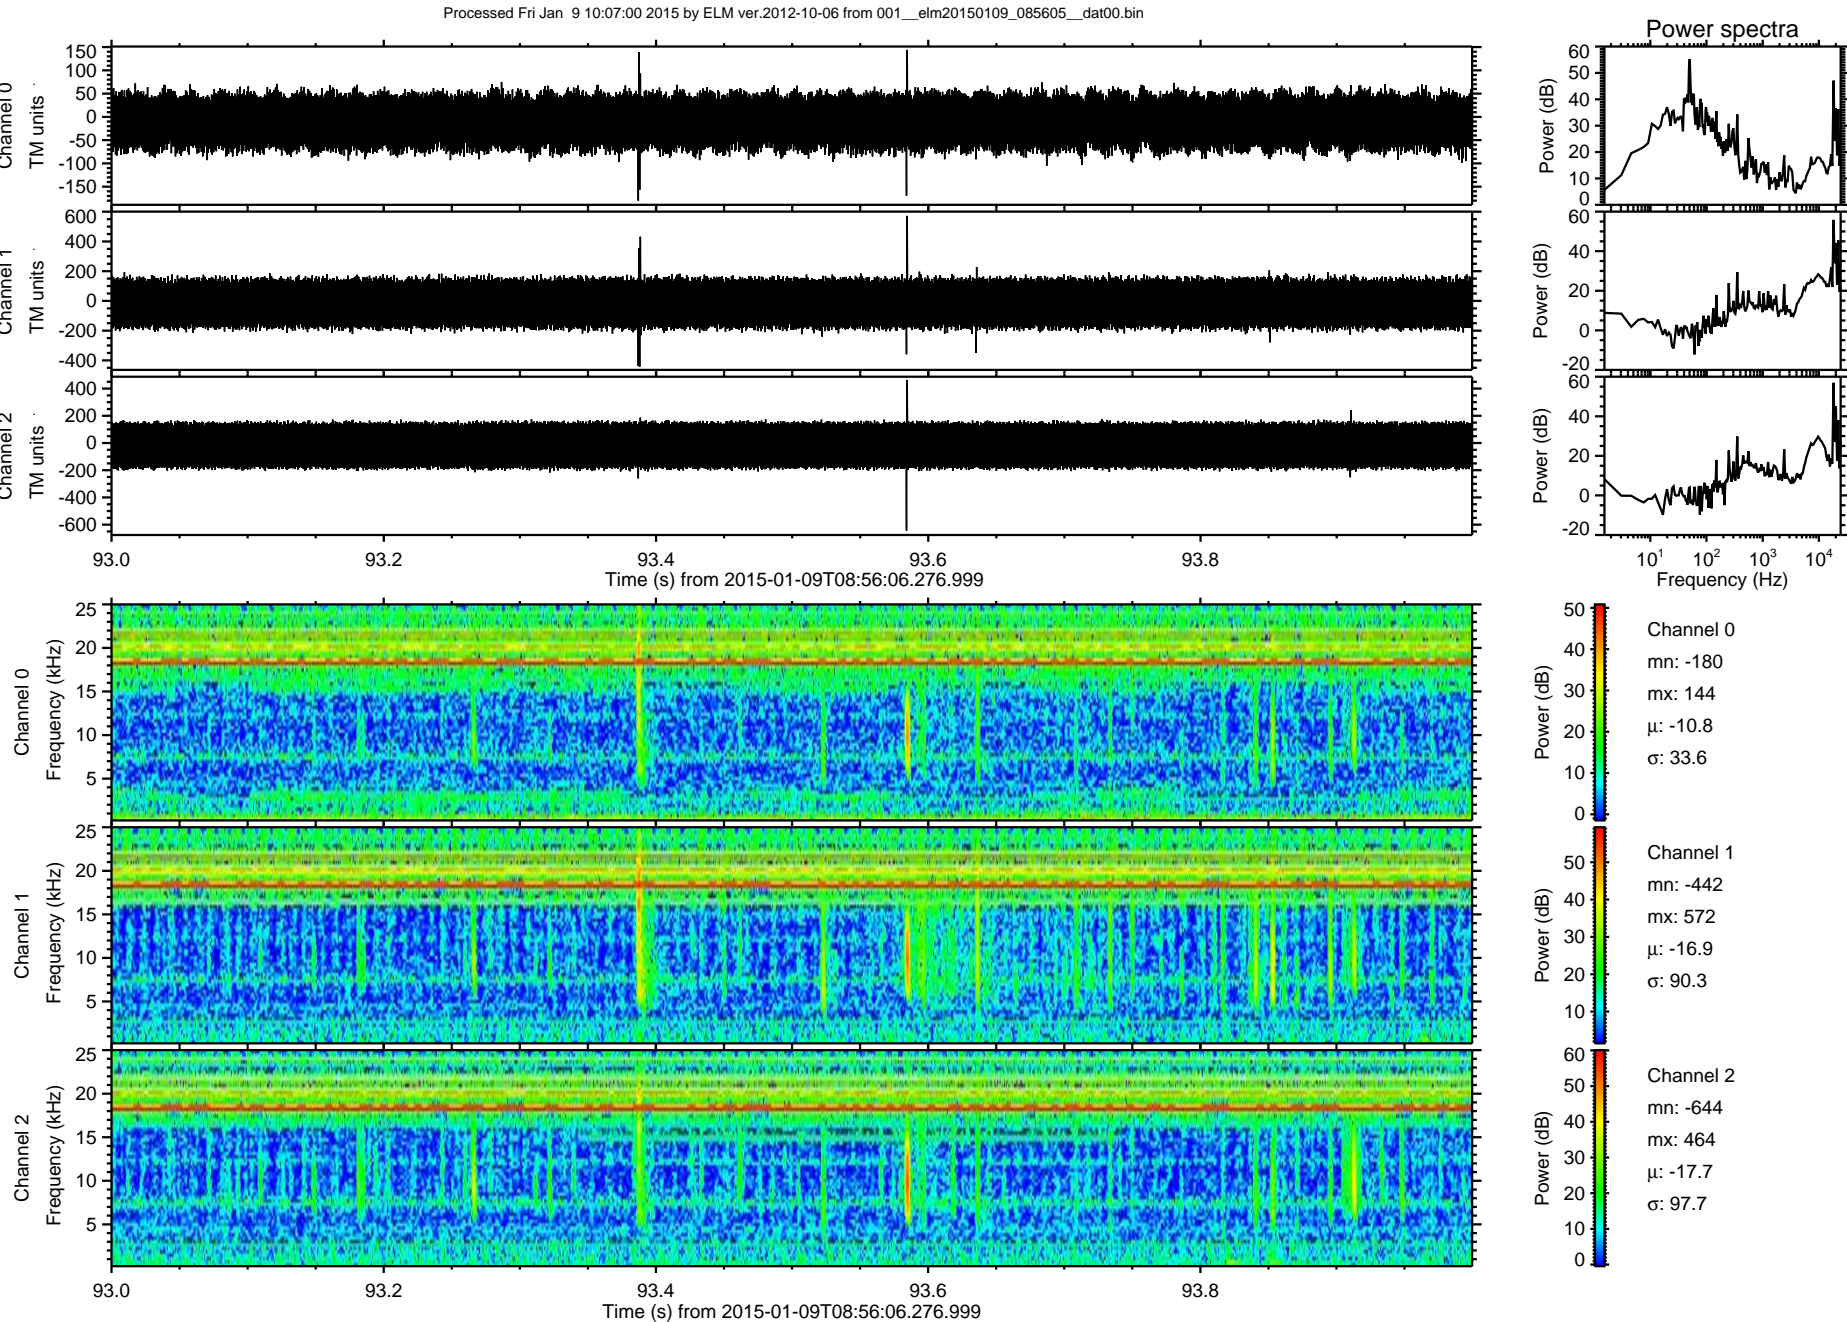 Processed Fri Jan  9 10:07:00 2015 by ELM ver.2012-10-06 from 001__elm20150109_085605__dat00.bin
Power spectra
Channel 0
TM units
150
100
50
0
-50
-100
-150
Power (dB)
60
50
40
30
20
10
0
Channel 1
TM units
600
400
200
0
-200
-400
Power (dB)
60
40
20
0
-20
Channel 2
TM units
400
200
0
-200
-400
-600
Power (dB)
60
40
20
0
-20
93.0 93.2 93.4 93.6 93.8
Time (s) from 2015-01-09T08:56:06.276.999
10¹ 10² 10³ 10⁴
Frequency (Hz)
Channel 0
Frequency (kHz)
25
20
15
10
5
Power (dB)
50
40
30
20
10
0
Channel 0
mn: -180
mx: 144
μ: -10.8
σ: 33.6
Channel 1
Frequency (kHz)
25
20
15
10
5
Power (dB)
50
40
30
20
10
Channel 1
mn: -442
mx: 572
μ: -16.9
σ: 90.3
Channel 2
Frequency (kHz)
25
20
15
10
5
Power (dB)
60
50
40
30
20
10
0
Channel 2
mn: -644
mx: 464
μ: -17.7
σ: 97.7
93.0 93.2 93.4 93.6 93.8
Time (s) from 2015-01-09T08:56:06.276.999